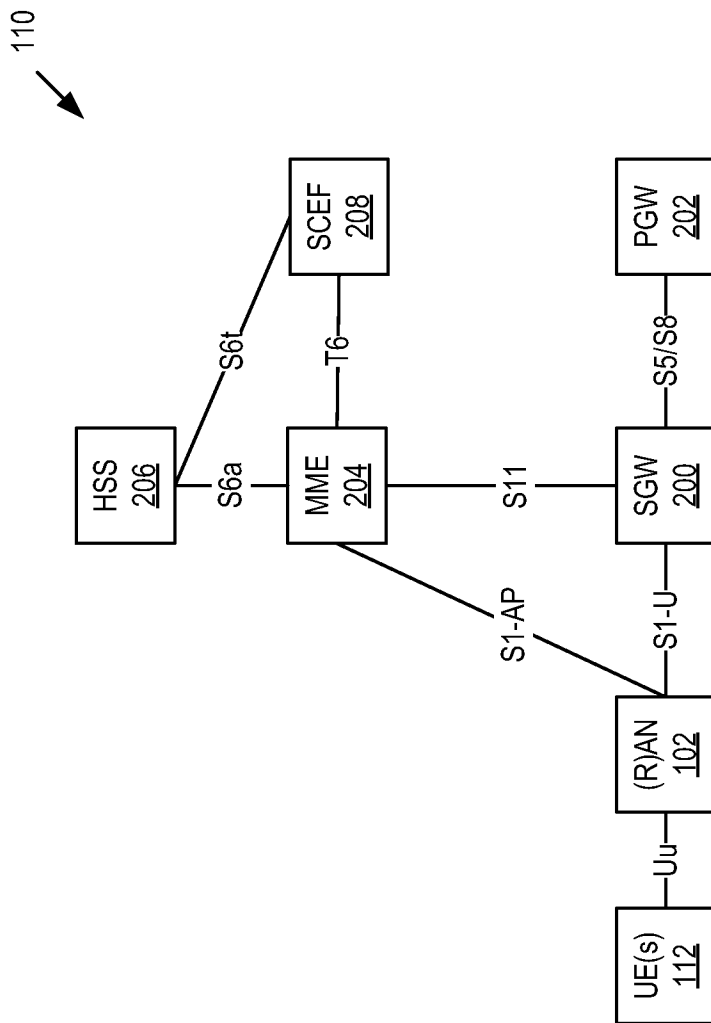 110
HSS
206
S6t
S6a
SCEF
208
T6
MME
204
S1-AP
S11
UE(s)
112
Uu
(R)AN
102
S1-U
SGW
200
S5/S8
PGW
202